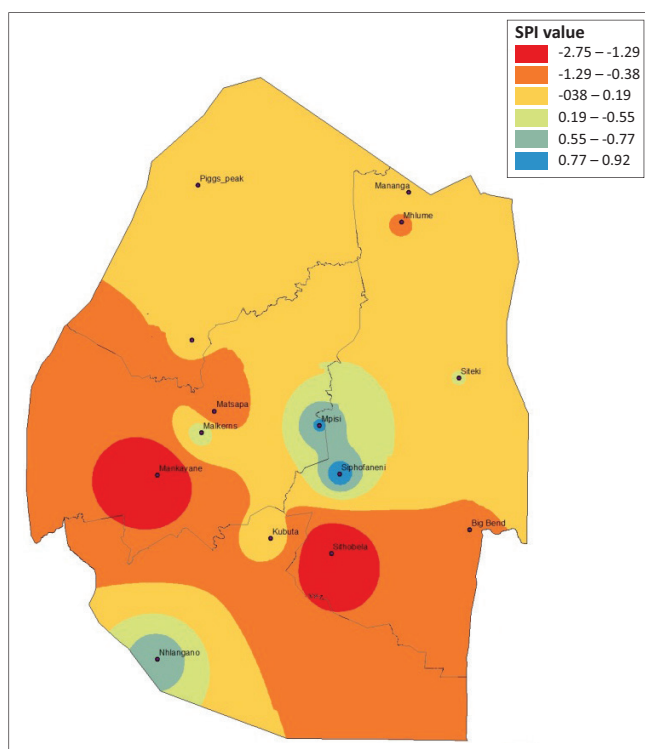 SPI value
-2.75 – -1.29
-1.29 – -0.38
-038 – 0.19
0.19 – -0.55
0.55 – -0.77
0.77 – 0.92
Piggs_peak
Mananga
Mhlume
Siteki
Matsapa
Malkerns
Mpisi
Mankayane
Siphofaneni
Big Bend
Kubuta
Sithobela
Nhlangano